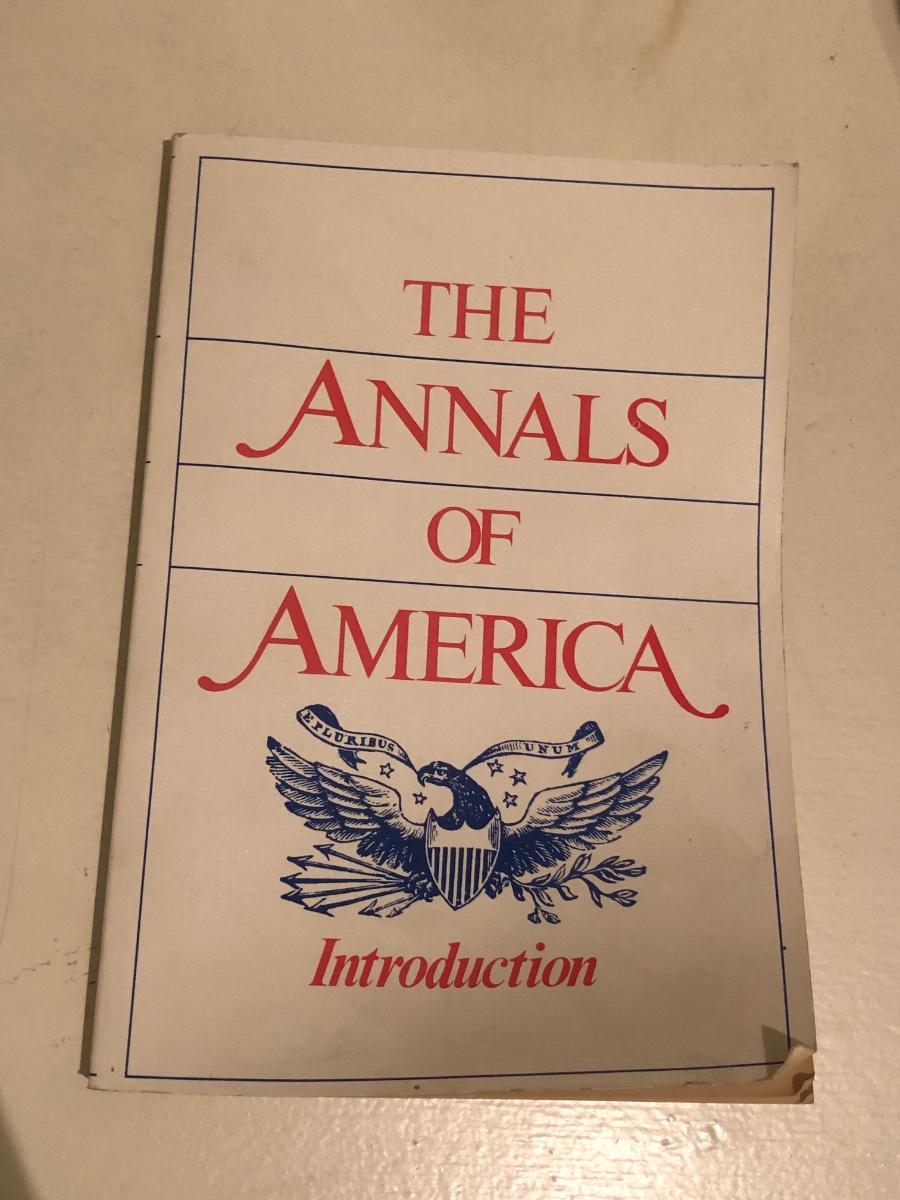 THE
ANNALS
OF
AMERICA
E PLURIBUS UNUM
Introduction